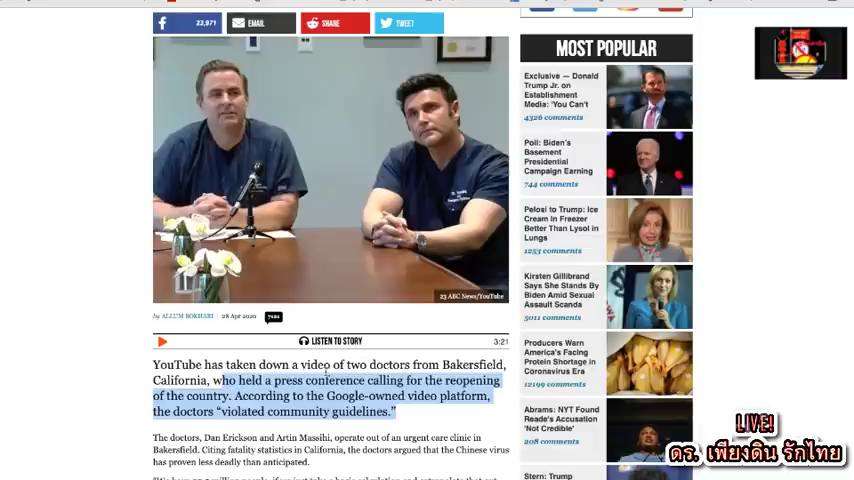 22,971
EMAIL
SHARE
TWEET
23 ABC News/YouTube
by ALLUM BOKHARI
28 Apr 2020
LISTEN TO STORY
3:21
YouTube has taken down a video of two doctors from Bakersfield,
California, who held a press conference calling for the reopening
of the country. According to the Google-owned video platform,
the doctors “violated community guidelines.”
The doctors, Dan Erickson and Artin Massihi, operate out of an urgent care clinic in
Bakersfield. Citing fatality statistics in California, the doctors argued that the Chinese virus
has proven less deadly than anticipated.
MOST POPULAR
Exclusive — Donald
Trump Jr. on
Establishment
Media: 'You Can't
4326 comments
Poll: Biden's
Basement
Presidential
Campaign Earning
744 comments
Pelosi to Trump: Ice
Cream in Freezer
Better Than Lysol in
Lungs
1253 comments
Kirsten Gillibrand
Says She Stands By
Biden Amid Sexual
Assault Scanda
5011 comments
Producers Warn
America's Facing
Protein Shortage in
Coronavirus Era
12199 comments
Abrams: NYT Found
Reade's Accusation
'Not Credible'
208 comments
Stern: Trump
LIVE!
ดร. เพียงดิน รักไทย